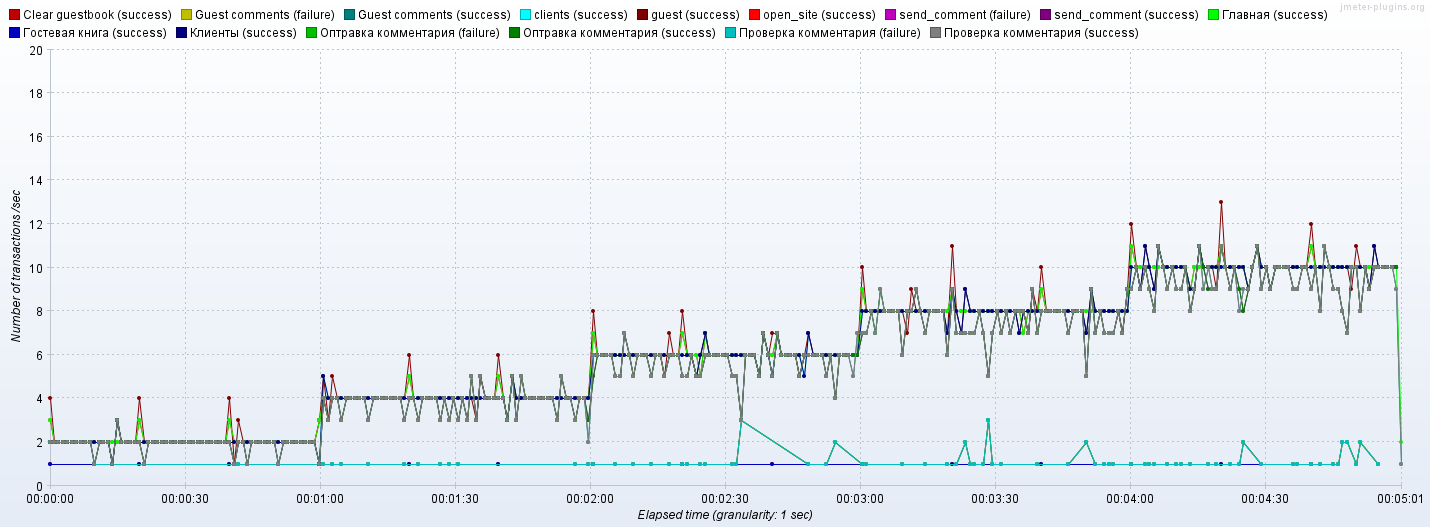 jmeter-plugins.org
Clear guestbook (success) Guest comments (failure) Guest comments (success) clients (success) guest (success) open_site (success) send_comment (failure) send_comment (success) Главная (success)
Гостевая книга (success) Клиенты (success) Оптравка комментария (failure) Оптравка комментария (success) Проверка комментария (failure) Проверка комментария (success)
20
18
16
14
12
10
8
6
4
2
0
Number of transactions /sec
00:00:00 00:00:30 00:01:00 00:01:30 00:02:00 00:02:30 00:03:00 00:03:30 00:04:00 00:04:30 00:05:01
Elapsed time (granularity: 1 sec)